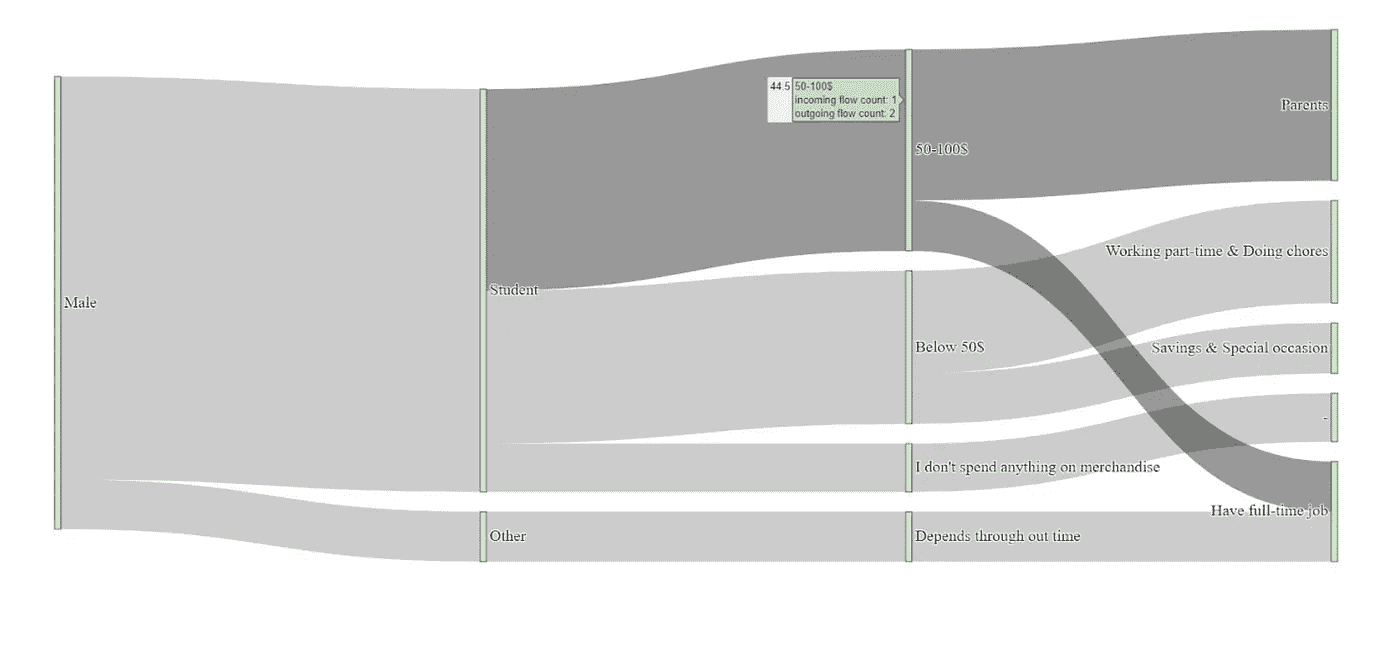 Male
Student
Other
44.5
50-100$
incoming flow count: 1
outgoing flow count: 2
50-100$
Below 50$
I don't spend anything on merchandise
Depends through out time
Parents
Working part-time & Doing chores
Savings & Special occasion
-
Have full-time job